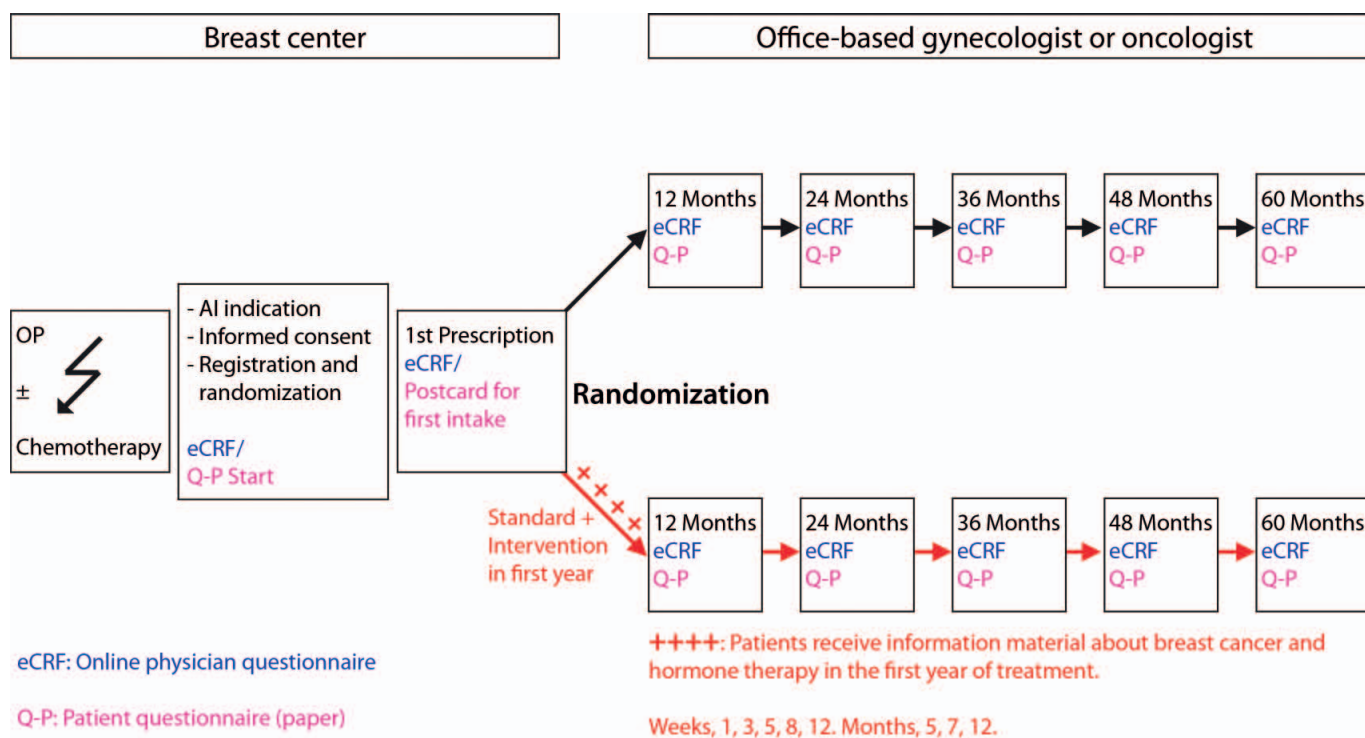 Breast center
Office-based gynecologist or oncologist
12 Months
eCRF
Q-P
24 Months
eCRF
Q-P
36 Months
eCRF
Q-P
48 Months
eCRF
Q-P
60 Months
eCRF
Q-P
OP
±
Chemotherapy
- AI indication
- Informed consent
- Registration and
randomization
eCRF/
Q-P Start
1st Prescription
eCRF/
Postcard for
first intake
Randomization
Standard +
Intervention
in first year
++++
12 Months
eCRF
Q-P
24 Months
eCRF
Q-P
36 Months
eCRF
Q-P
48 Months
eCRF
Q-P
60 Months
eCRF
Q-P
++++: Patients receive information material about breast cancer and
hormone therapy in the first year of treatment.
Weeks, 1, 3, 5, 8, 12. Months, 5, 7, 12.
eCRF: Online physician questionnaire
Q-P: Patient questionnaire (paper)